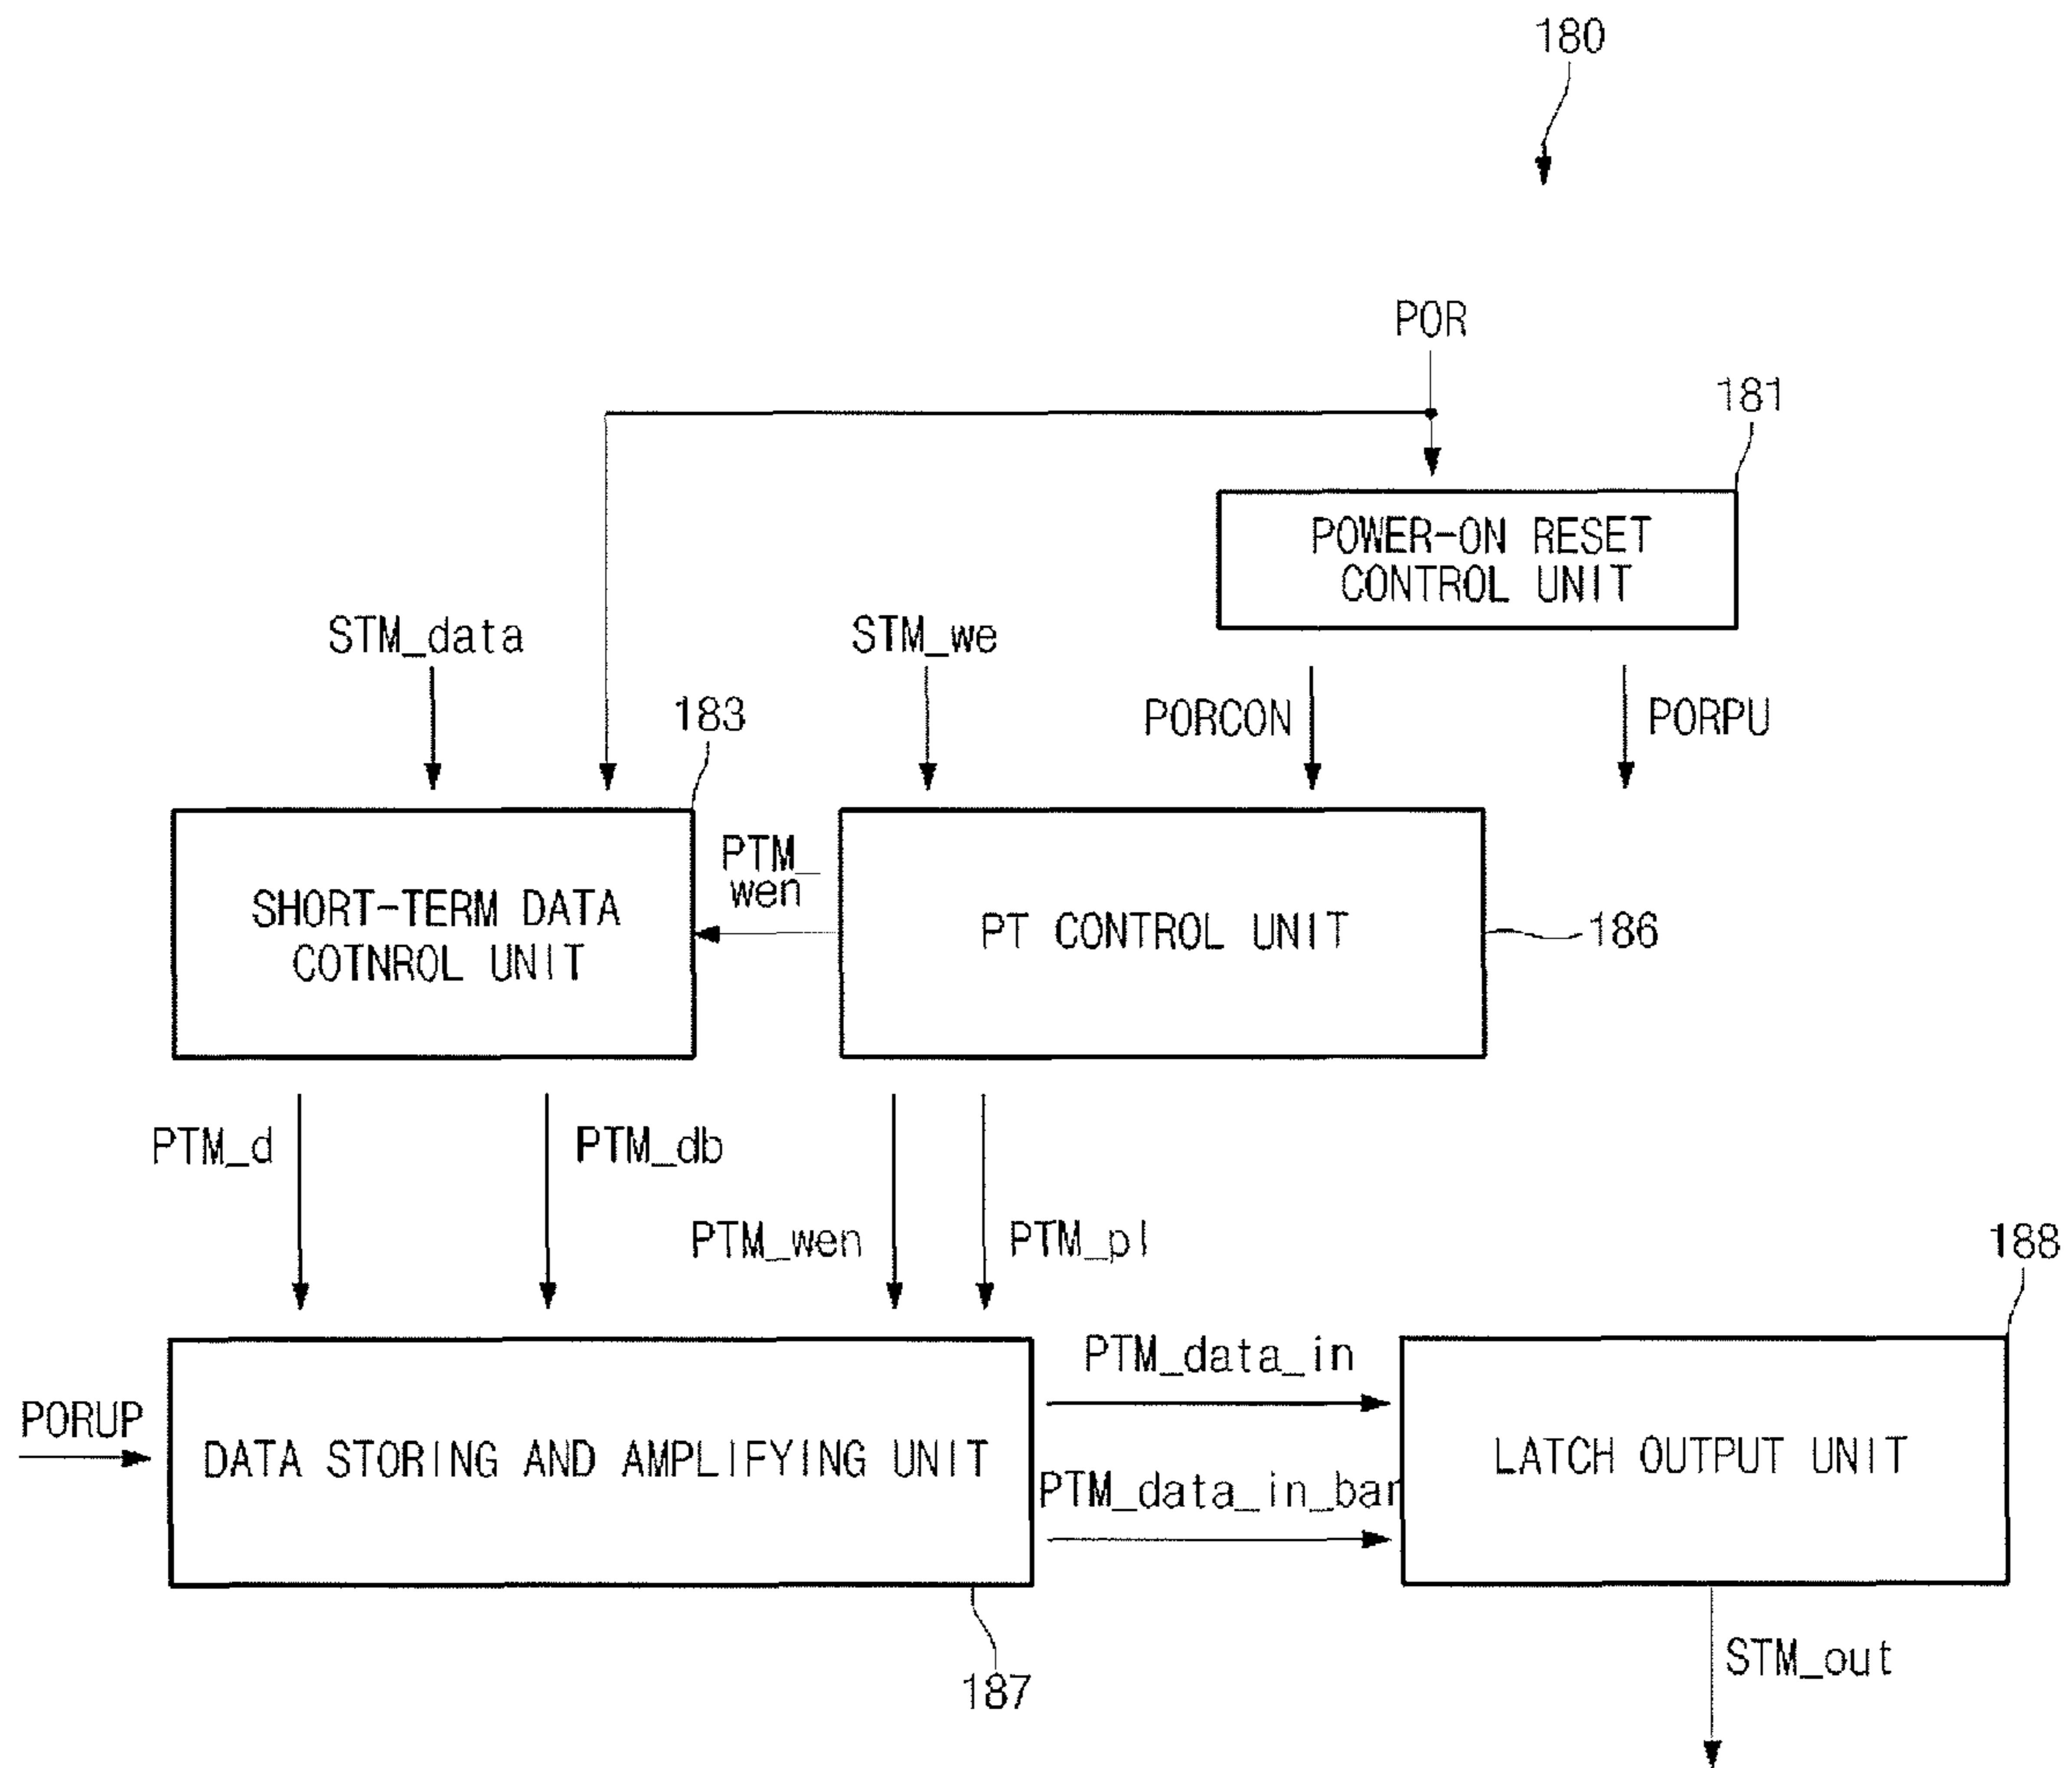 180
POR
181
POWER-ON RESET
CONTROL UNIT
STM_data
STM_we
PORCON
PORPU
183
PTM_
wen
SHORT-TERM DATA
COTNROL UNIT
PT CONTROL UNIT
186
PTM_d
PTM_db
PTM_wen
PTM_pl
188
PORUP
DATA STORING AND AMPLIFYING UNIT
PTM_data_in
PTM_data_in_bar
LATCH OUTPUT UNIT
187
STM_out